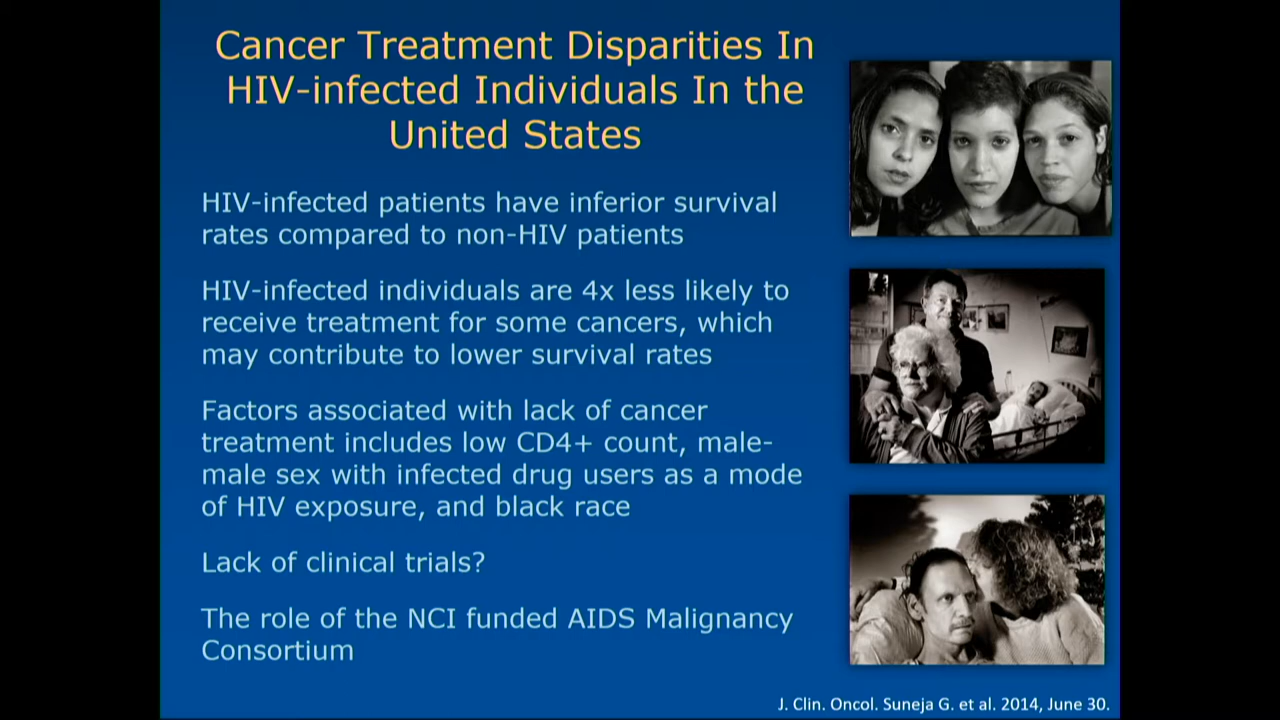 Cancer Treatment Disparities In
HIV-infected Individuals In the
United States
HIV-infected patients have inferior survival
rates compared to non-HIV patients
HIV-infected individuals are 4x less likely to
receive treatment for some cancers, which
may contribute to lower survival rates
Factors associated with lack of cancer
treatment includes low CD4+ count, male-
male sex with infected drug users as a mode
of HIV exposure, and black race
Lack of clinical trials?
The role of the NCI funded AIDS Malignancy
Consortium
J. Clin. Oncol. Suneja G. et al. 2014, June 30.